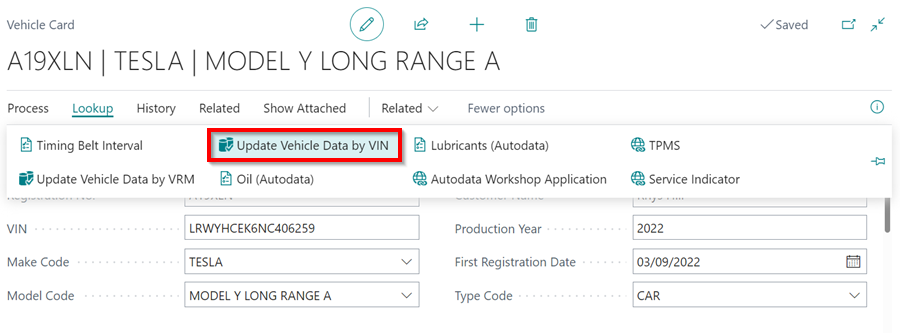 Vehicle Card
Saved
A19XLN | TESLA | MODEL Y LONG RANGE A
Process Lookup History Related Show Attached Related Fewer options
Timing Belt Interval Update Vehicle Data by VIN Lubricants (Autodata) TPMS
Update Vehicle Data by VRM Oil (Autodata) Autodata Workshop Application Service Indicator
Registration No. A19XLN Customer Name
VIN LRWYHCEK6NC406259 Production Year 2022
Make Code TESLA First Registration Date 03/09/2022
Model Code MODEL Y LONG RANGE A Type Code CAR